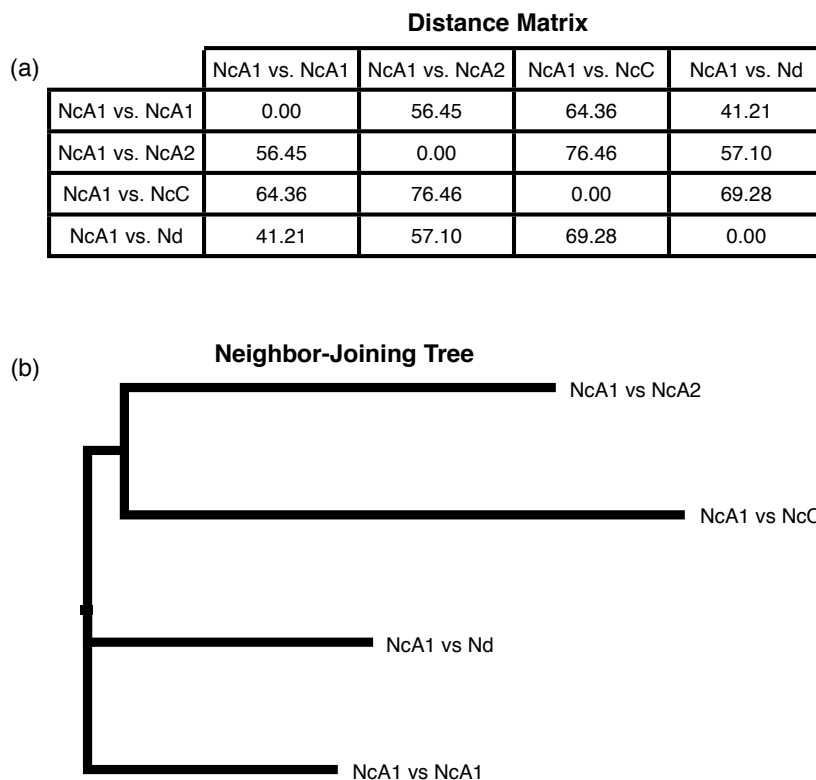 Distance Matrix
(a)
NcA1 vs. NcA1 NcA1 vs. NcA2 NcA1 vs. NcC NcA1 vs. Nd
NcA1 vs. NcA1 0.00 56.45 64.36 41.21
NcA1 vs. NcA2 56.45 0.00 76.46 57.10
NcA1 vs. NcC 64.36 76.46 0.00 69.28
NcA1 vs. Nd 41.21 57.10 69.28 0.00
Neighbor-Joining Tree
(b)
NcA1 vs NcA2
NcA1 vs NcC
NcA1 vs Nd
NcA1 vs NcA1